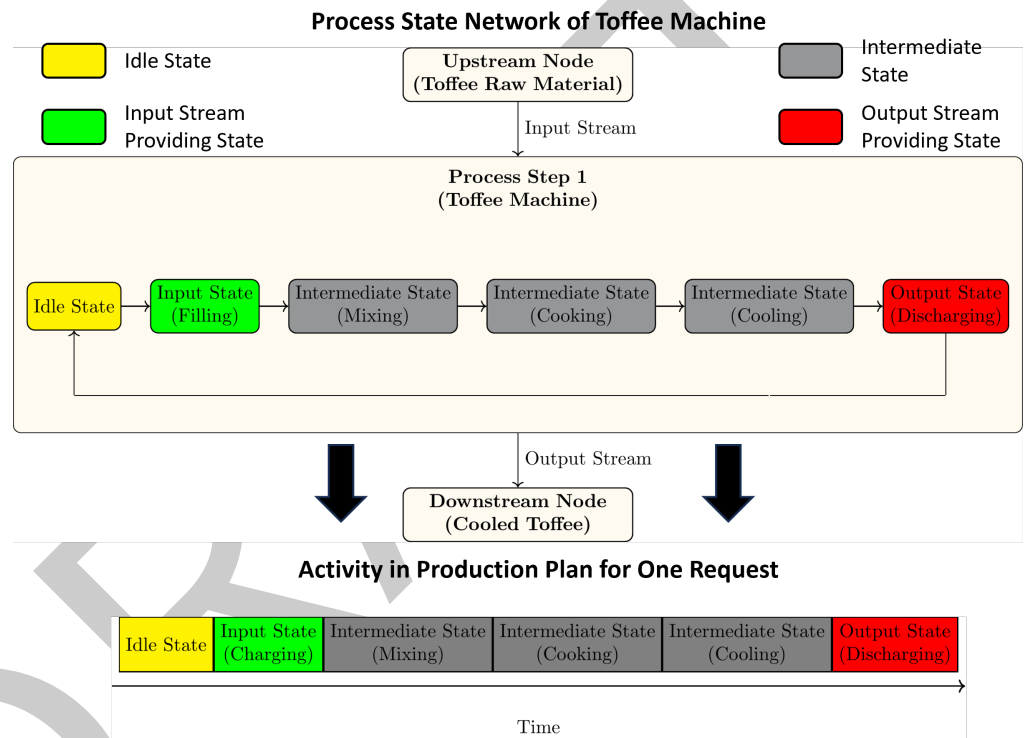 Process State Network of Toffee Machine
Idle State
Input Stream
Providing State
Intermediate
State
Output Stream
Providing State
Upstream Node
(Toffee Raw Material)
Input Stream
Process Step 1
(Toffee Machine)
Idle State
Input State
(Filling)
Intermediate State
(Mixing)
Intermediate State
(Cooking)
Intermediate State
(Cooling)
Output State
(Discharging)
Output Stream
Downstream Node
(Cooled Toffee)
Activity in Production Plan for One Request
Idle State
Input State
(Charging)
Intermediate State
(Mixing)
Intermediate State
(Cooking)
Intermediate State
(Cooling)
Output State
(Discharging)
Time